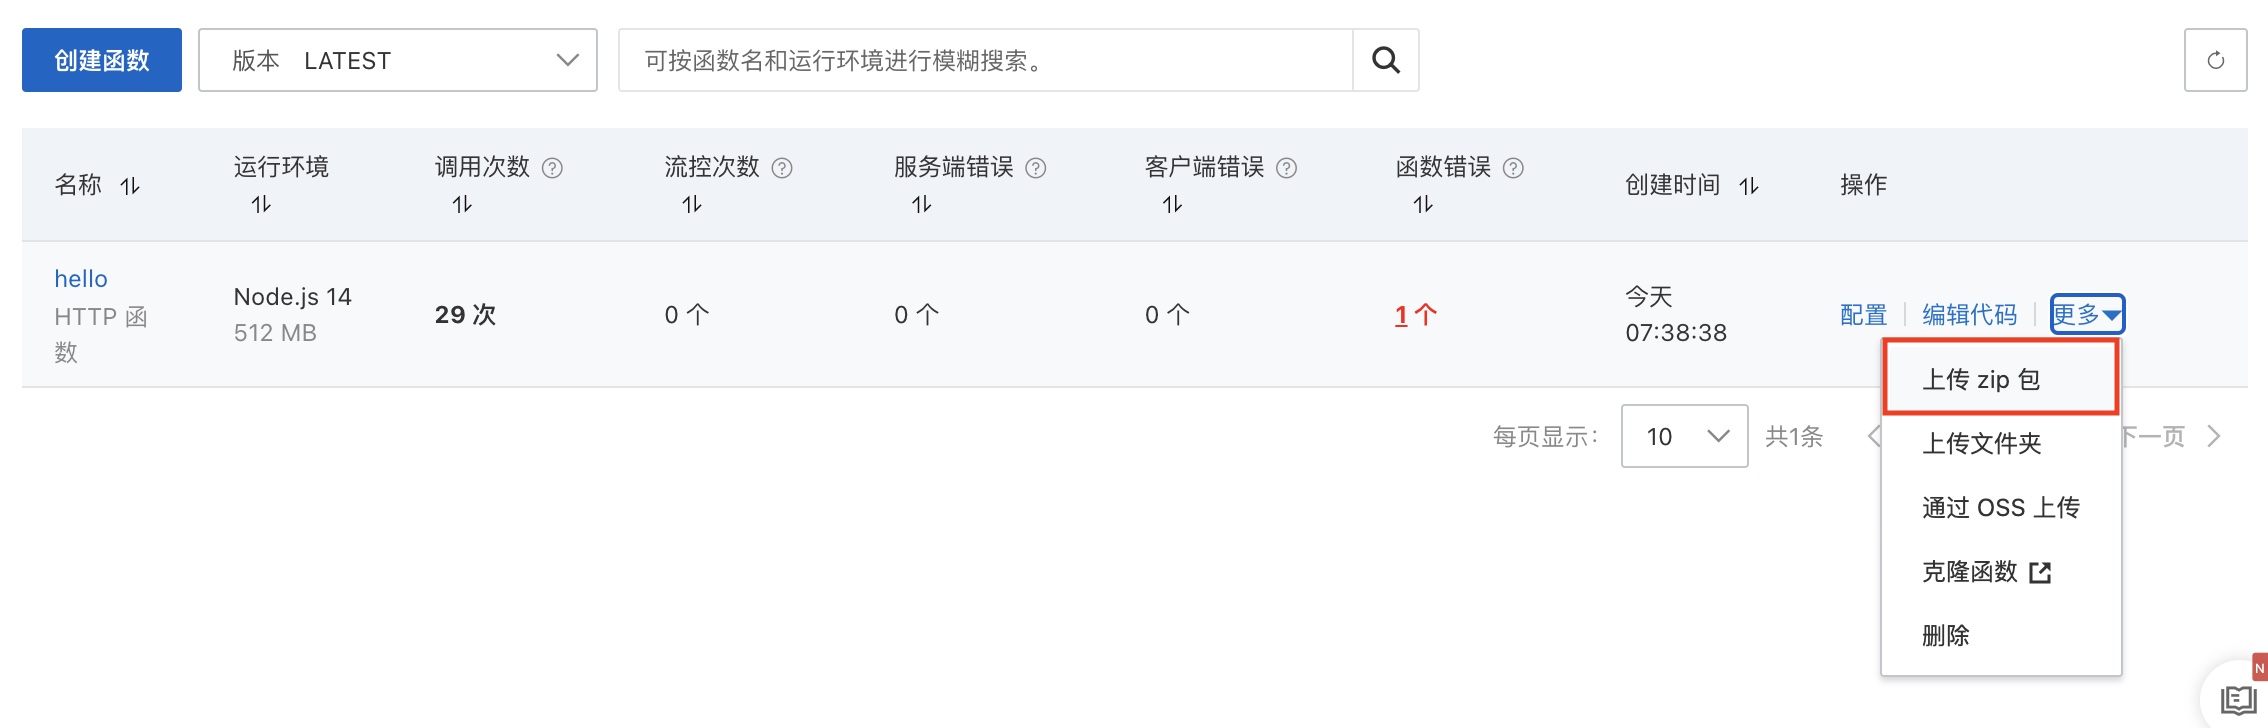 创建函数
版本 LATEST
可按函数名和运行环境进行模糊搜索。
名称
运行环境
调用次数
流控次数
服务端错误
客户端错误
函数错误
创建时间
操作
hello
HTTP 函
数
Node.js 14
512 MB
29 次
0 个
0 个
0 个
1 个
今天
07:38:38
配置
编辑代码
更多
上传 zip 包
上传文件夹
通过 OSS 上传
克隆函数
删除
每页显示：
10
共1条
下一页
N